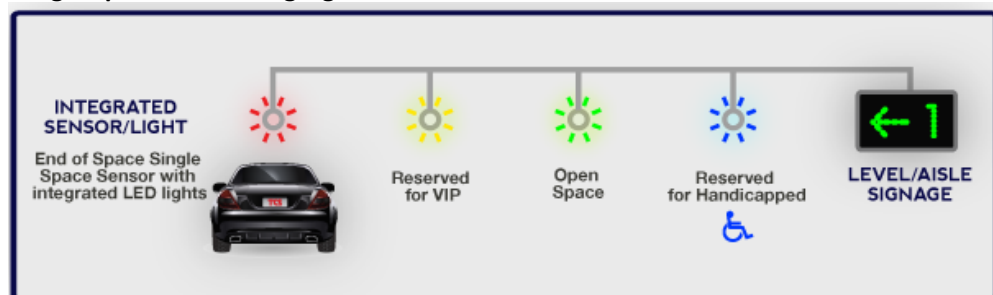 INTEGRATED
SENSOR/LIGHT
End of Space Single
Space Sensor with
integrated LED lights
Reserved
for VIP
Open
Space
Reserved
for Handicapped
← 1
LEVEL/AISLE
SIGNAGE